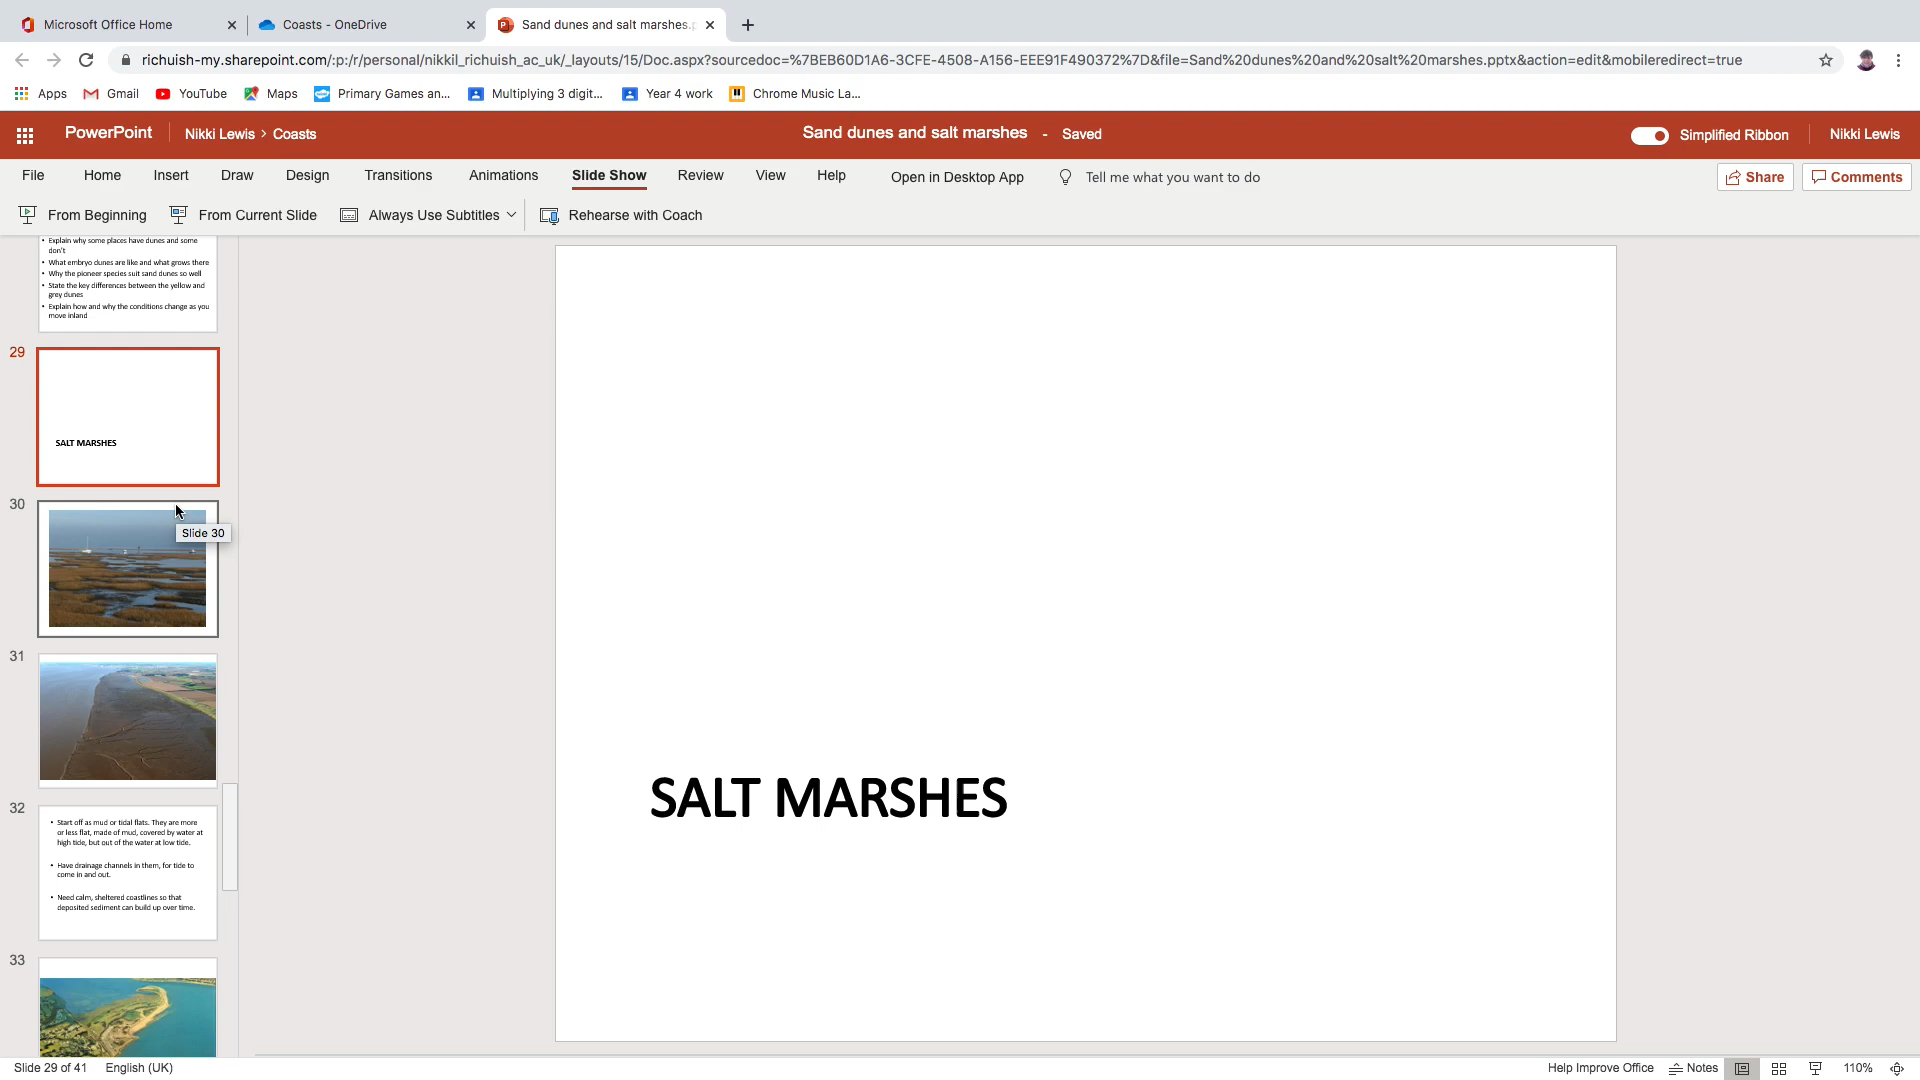 Microsoft Office Home
Coasts - OneDrive
Sand dunes and salt marshes.p
richuish-my.sharepoint.com/:p:/r/personal/nikkil_richuish_ac_uk/_layouts/15/Doc.aspx?sourcedoc=%7BEB60D1A6-3CFE-4508-A156-EEE91F490372%7D&file=Sand%20dunes%20and%20salt%20marshes.pptx&action=edit&mobileredirect=true
Apps
Gmail
YouTube
Maps
Primary Games an...
Multiplying 3 digit...
Year 4 work
Chrome Music La...
PowerPoint
Nikki Lewis > Coasts
Sand dunes and salt marshes - Saved
Simplified Ribbon
Nikki Lewis
File
Home
Insert
Draw
Design
Transitions
Animations
Slide Show
Review
View
Help
Open in Desktop App
Tell me what you want to do
Share
Comments
From Beginning
From Current Slide
Always Use Subtitles
Rehearse with Coach
• Explain why some places have dunes and some
don't
• What embryo dunes are like and what grows there
• Why the pioneer species suit sand dunes so well
• State the key differences between the yellow and
grey dunes
• Explain how and why the conditions change as you
move inland
29
SALT MARSHES
30
Slide 30
31
32
• Start off as mud or tidal flats. They are more
or less flat, made of mud, covered by water at
high tide, but out of the water at low tide.
• Have drainage channels in them, for tide to
come in and out.
• Need calm, sheltered coastlines so that
deposited sediment can build up over time.
33
SALT MARSHES
Slide 29 of 41
English (UK)
Help Improve Office
Notes
110%